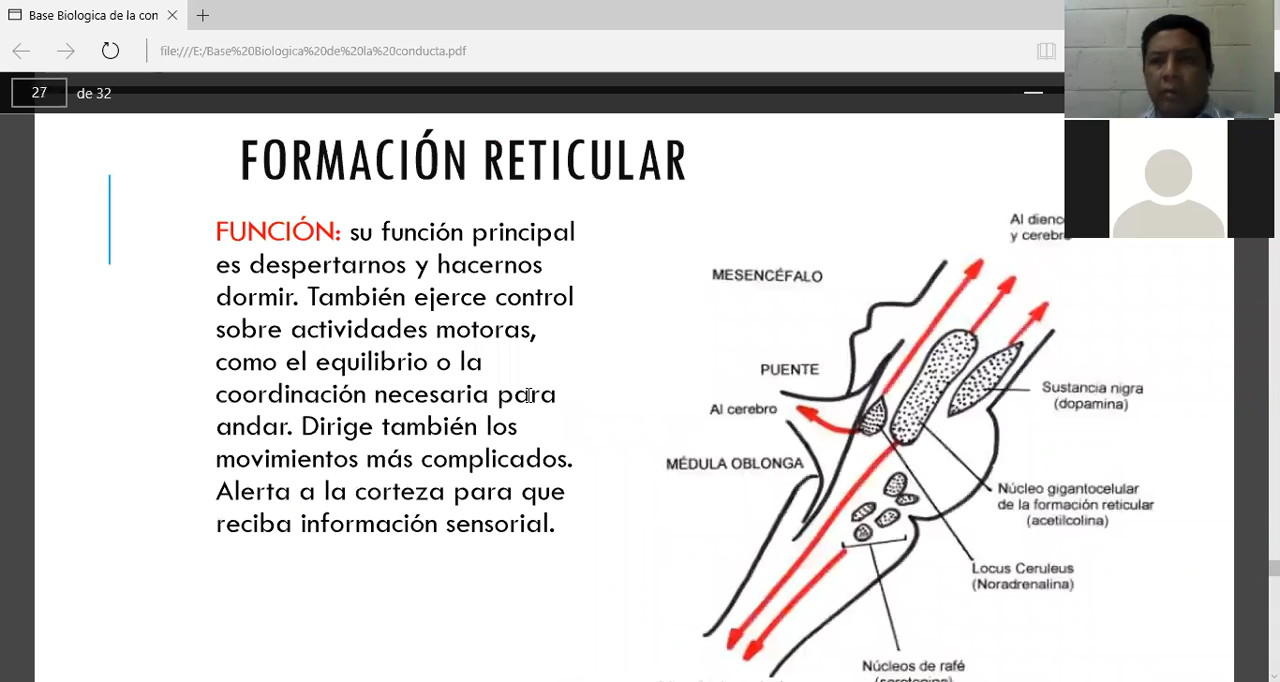 Base Biologica de la con
file:///E:/Base%20Biologica%20de%20la%20conducta.pdf
27 de 32
FORMACIÓN RETICULAR
FUNCIÓN: su función principal
es despertarnos y hacernos
dormir. También ejerce control
sobre actividades motoras,
como el equilibrio o la
coordinación necesaria para
andar. Dirige también los
movimientos más complicados.
Alerta a la corteza para que
reciba información sensorial.
Al
y
MESENCÉFALO
PUENTE
Al cerebro
MÉDULA OBLONGA
Sustancia nigra
(dopamina)
Núcleo gigantocelular
de la formación reticular
(acetilcolina)
Locus Ceruleus
(Noradrenalina)
Núcleos de rafé